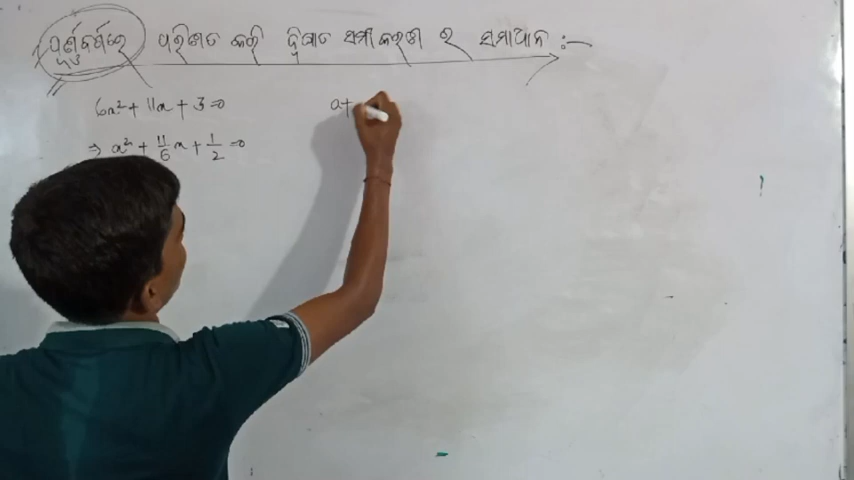 ପୂର୍ଣ୍ଣବର୍ଗରେ ପରିଣତ କରି ଦ୍ୱିଘାତ ସମୀକରଣ ର ସମାଧାନ :-
6x² + 11x + 3 = 0
a+
⇒ x² + 11/6 x + 1/2 = 0